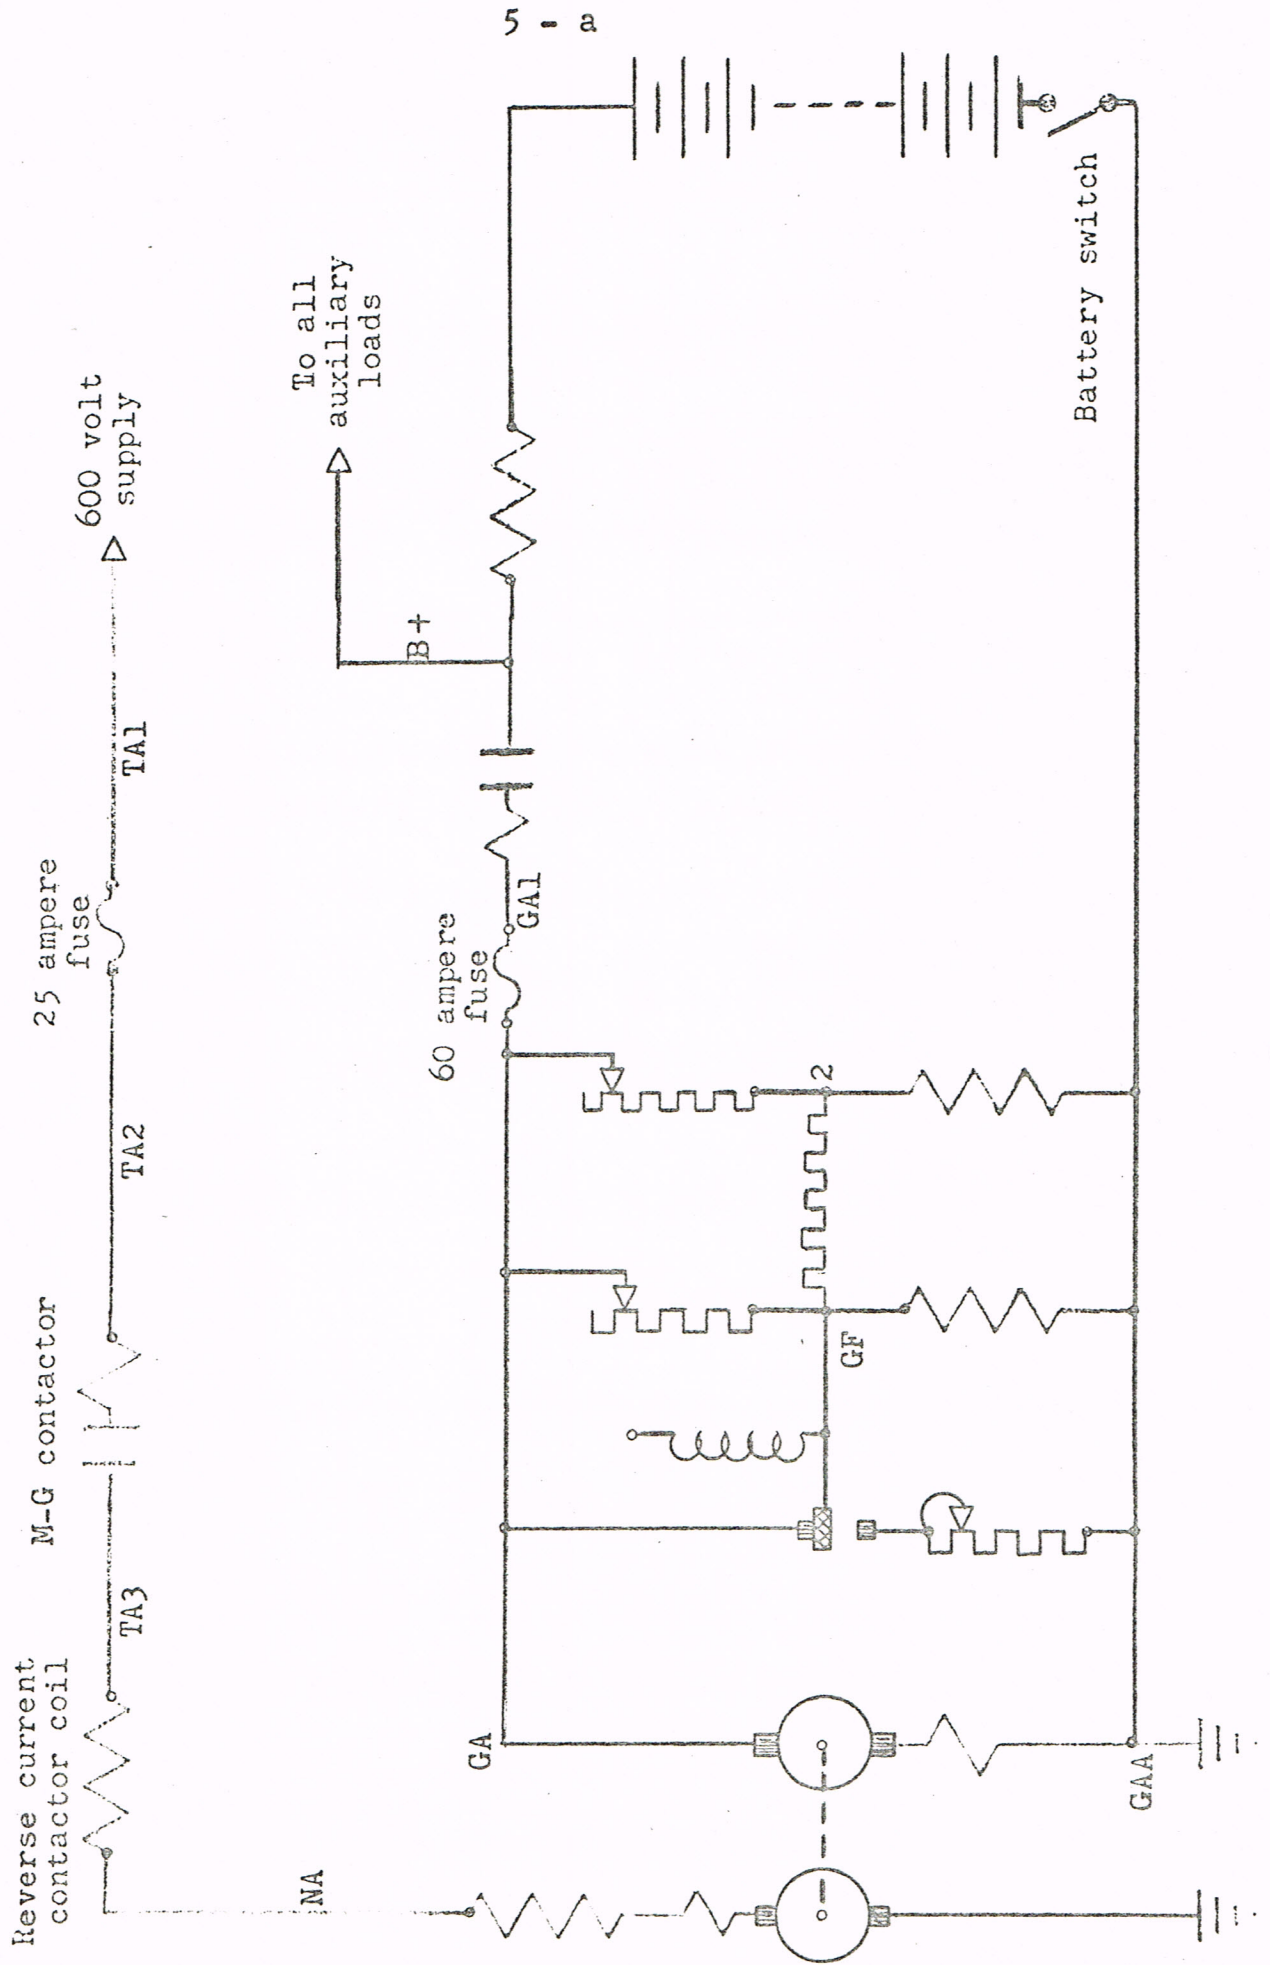 5 - a
600 volt
supply
To all
auxiliary
loads
Battery switch
B+
TA1
25 ampere
fuse
GA1
60 ampere
fuse
TA2
2
M-G contactor
GF
TA3
Reverse current
contactor coil
GA
GAA
NA